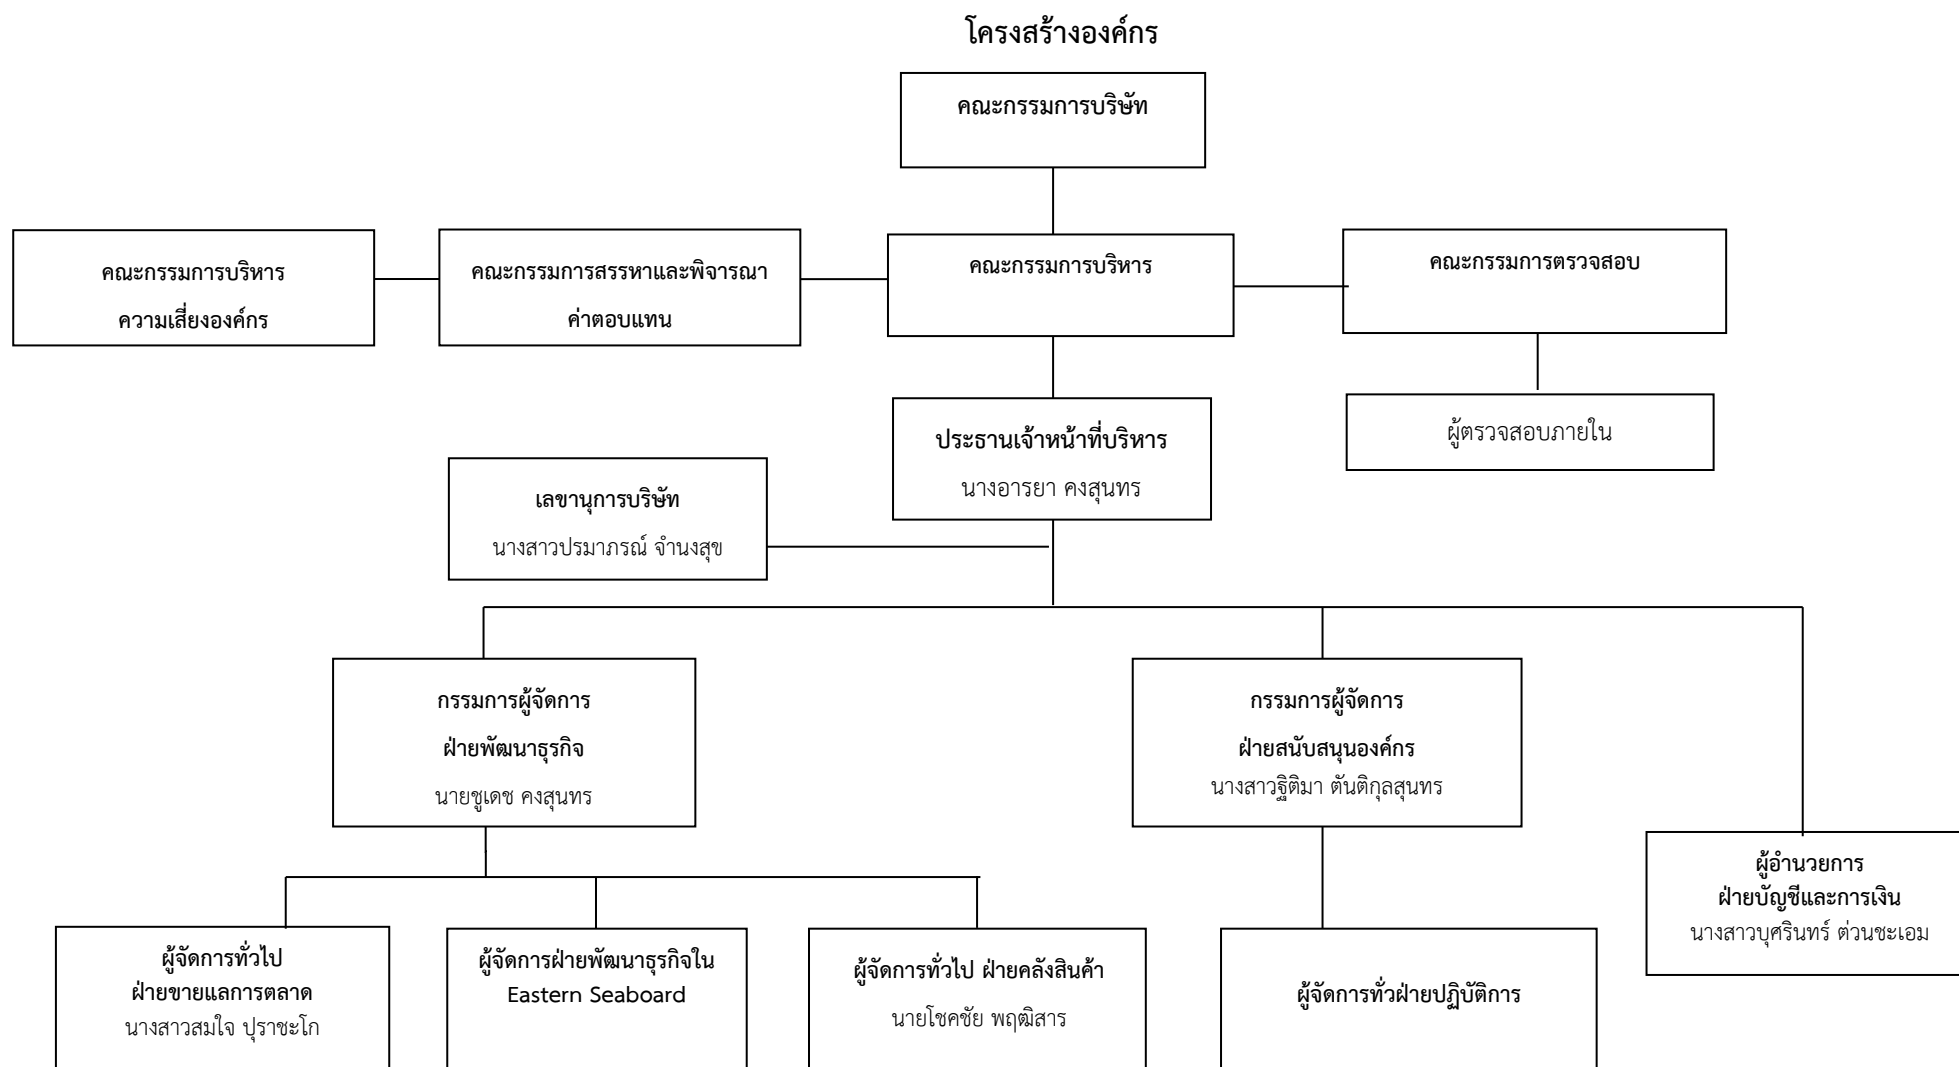 โครงสร้างองค์กร
คณะกรรมการบริษัท
คณะกรรมการบริหาร
ความเสี่ยงองค์กร
คณะกรรมการสรรหาและพิจารณา
ค่าตอบแทน
คณะกรรมการบริหาร
คณะกรรมการตรวจสอบ
ผู้ตรวจสอบภายใน
ประธานเจ้าหน้าที่บริหาร
นางอารยา คงสุนทร
เลขานุการบริษัท
นางสาวปรมาภรณ์ จำนงสุข
กรรมการผู้จัดการ
ฝ่ายพัฒนาธุรกิจ
นายชูเดช คงสุนทร
กรรมการผู้จัดการ
ฝ่ายสนับสนุนองค์กร
นางสาวฐิติมา ตันติกุลสุนทร
ผู้อำนวยการ
ฝ่ายบัญชีและการเงิน
นางสาวบุศรินทร์ ต่วนชะเอม
ผู้จัดการทั่วไป
ฝ่ายขายแลการตลาด
นางสาวสมใจ ปุราชะโก
ผู้จัดการฝ่ายพัฒนาธุรกิจใน
Eastern Seaboard
ผู้จัดการทั่วไป ฝ่ายคลังสินค้า
นายโชคชัย พฤฒิสาร
ผู้จัดการทั่วฝ่ายปฏิบัติการ